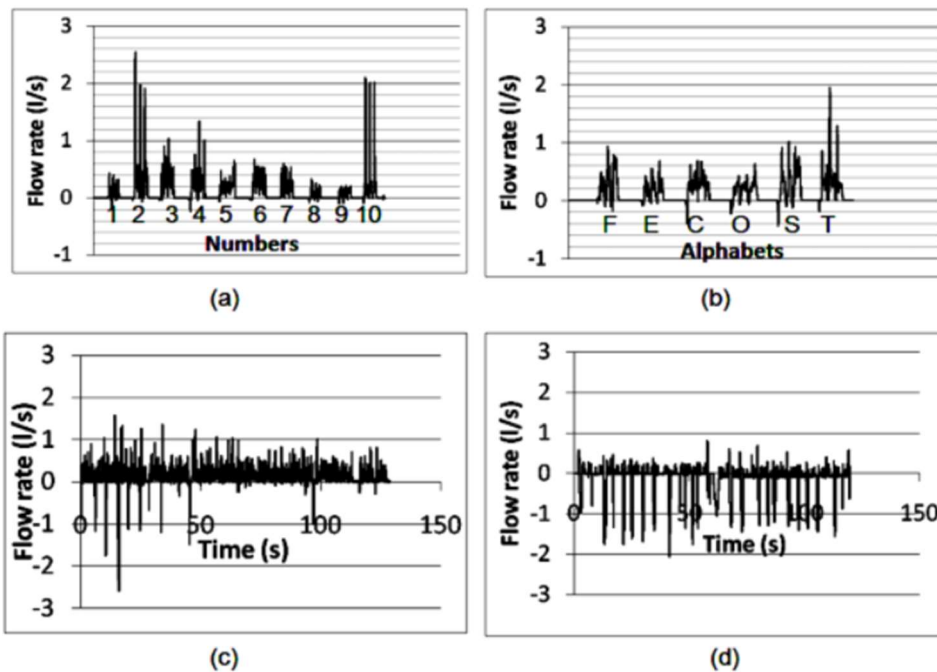 3
2
1
0
-1
Flow rate (l/s)
1 2 3 4 5 6 7 8 9 10
Numbers
(a)
3
2
1
0
-1
Flow rate (l/s)
F E C O S T
Alphabets
(b)
3
2
1
0
-1
-2
-3
Flow rate (l/s)
0 50 100 150
Time (s)
(c)
3
2
1
0
-1
-2
-3
Flow rate (l/s)
0 50 100 150
Time (s)
(d)